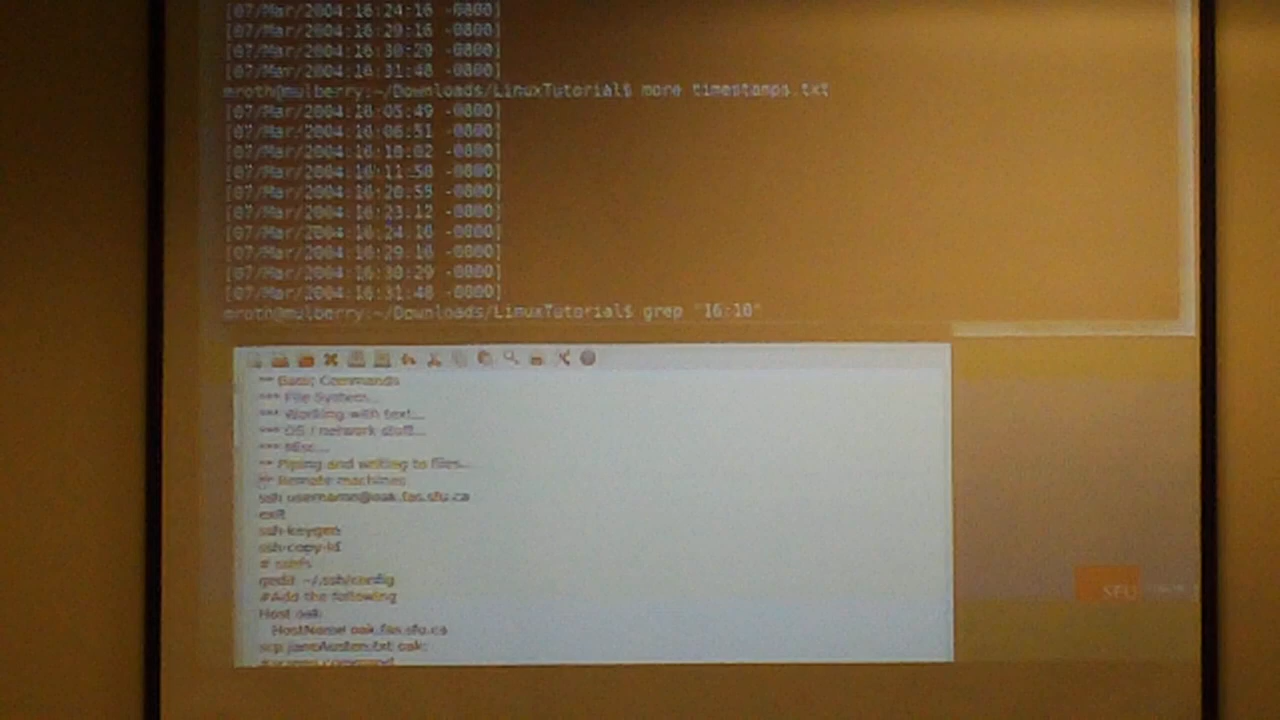 [07/Mar/2004:16:24:16 -0800]
[07/Mar/2004:16:29:16 -0800]
[07/Mar/2004:16:30:29 -0800]
[07/Mar/2004:16:31:48 -0800]
mroth@mulberry:~/Downloads/LinuxTutorial$ more timestamps.txt
[07/Mar/2004:16:05:49 -0800]
[07/Mar/2004:16:06:51 -0800]
[07/Mar/2004:16:10:02 -0800]
[07/Mar/2004:16:11:58 -0800]
[07/Mar/2004:16:20:55 -0800]
[07/Mar/2004:16:23:12 -0800]
[07/Mar/2004:16:24:16 -0800]
[07/Mar/2004:16:29:16 -0800]
[07/Mar/2004:16:30:29 -0800]
[07/Mar/2004:16:31:48 -0800]
mroth@mulberry:~/Downloads/LinuxTutorial$ grep "16:10"
** Basic Commands
*** File System...
*** Working with text...
*** OS / network stuff...
*** Misc...
** Piping and writing to files...
** Remote machines
ssh username@oak.fas.sfu.ca
exit
ssh-keygen
ssh-copy-id
# sshfs
gedit ~/.ssh/config
#Add the following
Host oak
HostName oak.fas.sfu.ca
scp janeAusten.txt oak:
SFU